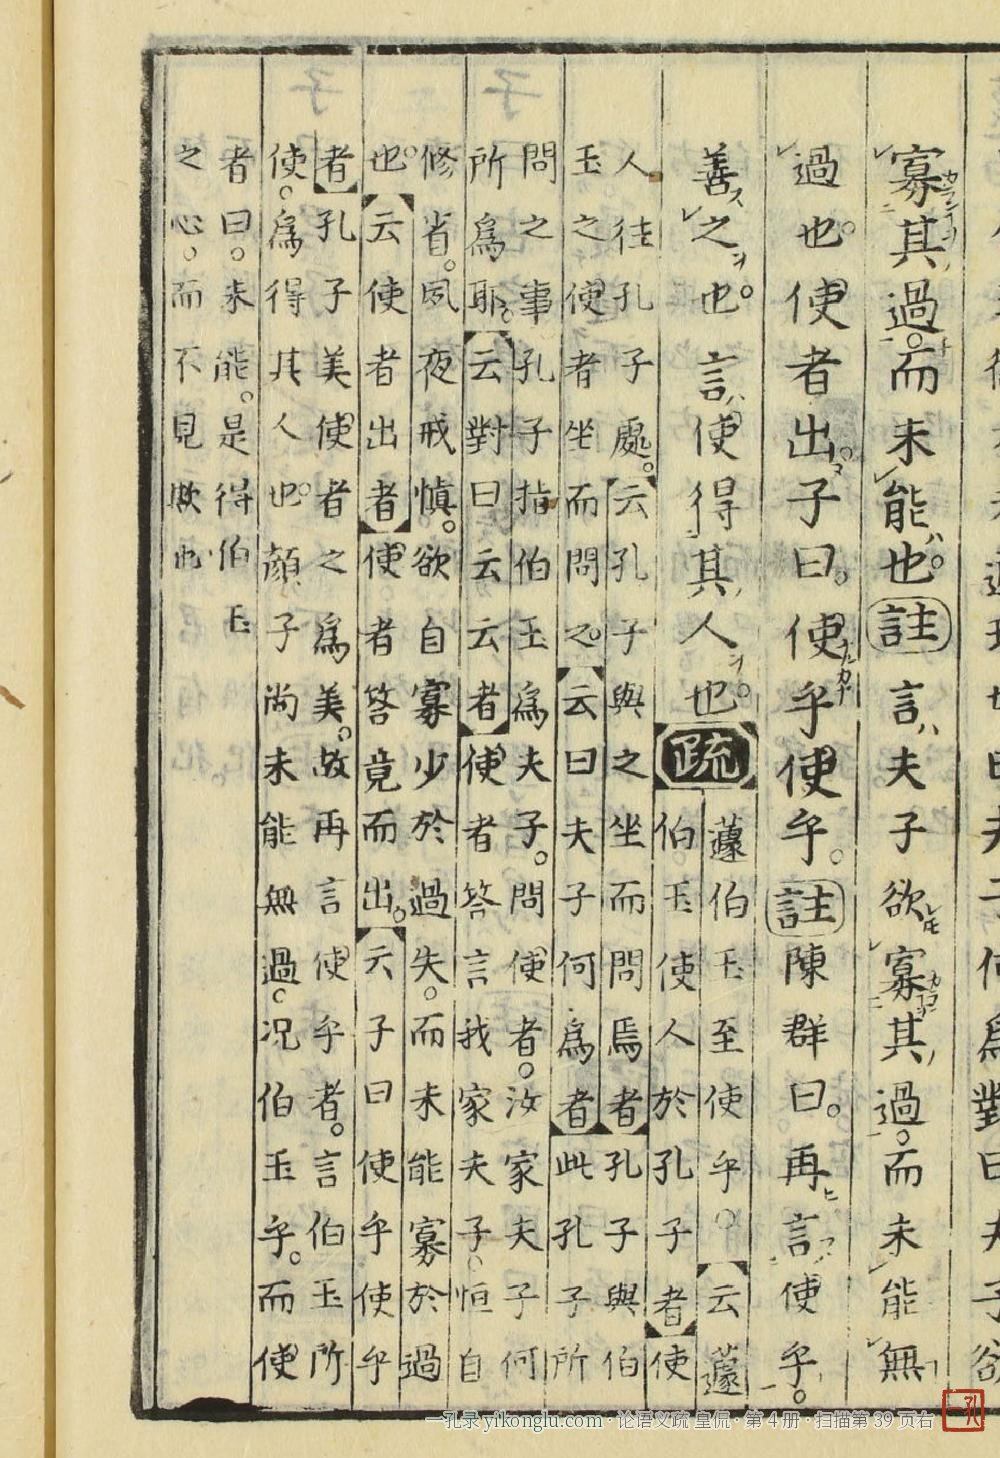 寡其過。而未能也。註言夫子欲寡其過。而未能無
過也。使者出。子曰。使乎使乎。註陳群曰。再言使乎。
善之也。言使得其人也。疏
蘧伯玉至使乎○云蘧
伯玉使人於孔子者使
人往孔子處。云孔子與之坐而問焉者孔子與伯
玉之使者坐而問之。云曰夫子何爲者此孔子所
問之事孔子指伯玉爲夫子。問使者。汝家夫子何
所爲耶。云對曰云云者使者答言我家夫子。恒自
修省。夙夜戒慎。欲自寡少於過失。而未能寡於過
也。云使者出者使者答竟而出。云子曰使乎使乎
者孔子美使者之爲美。故再言使乎者。言伯玉所
使。爲得其人也。顏子尚未能無過。况伯玉乎。而使
者曰。未能。是得伯玉
之心。而不見欺也
一孔录 yikonglu.com · 论语义疏 皇侃 · 第 4 册 · 扫描第 39 页右